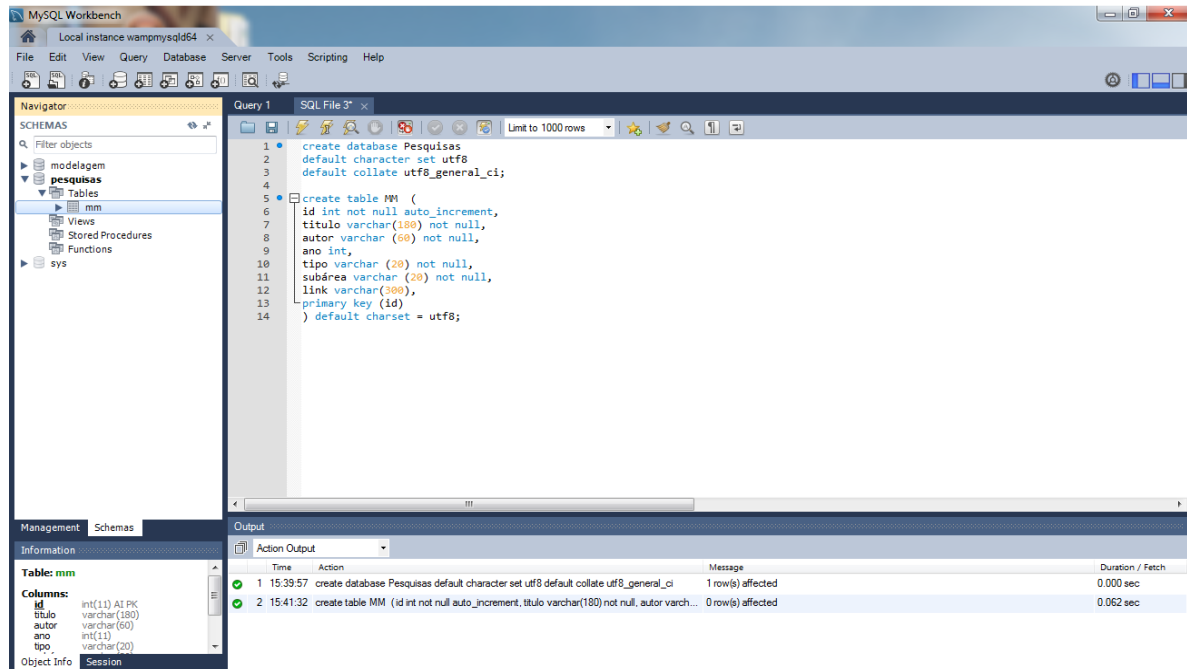 MySQL Workbench
Local instance wampmysqld64 ×
File Edit View Query Database Server Tools Scripting Help
Navigator
SCHEMAS
Filter objects
modelagem
pesquisas
Tables
mm
Views
Stored Procedures
Functions
sys
Management Schemas
Information
Table: mm
Columns:
id int(11) AI PK
titulo varchar(180)
autor varchar(60)
ano int(11)
tipo varchar(20)
Object Info Session
Query 1 SQL File 3* ×
Limit to 1000 rows
1 create database Pesquisas
2 default character set utf8
3 default collate utf8_general_ci;
4
5 create table MM (
6 id int not null auto_increment,
7 titulo varchar(180) not null,
8 autor varchar (60) not null,
9 ano int,
10 tipo varchar (20) not null,
11 subárea varchar (20) not null,
12 link varchar(300),
13 primary key (id)
14 ) default charset = utf8;
Output
Action Output
Time Action Message Duration / Fetch
1 15:39:57 create database Pesquisas default character set utf8 default collate utf8_general_ci 1 row(s) affected 0.000 sec
2 15:41:32 create table MM ( id int not null auto_increment, titulo varchar(180) not null, autor varch... 0 row(s) affected 0.062 sec